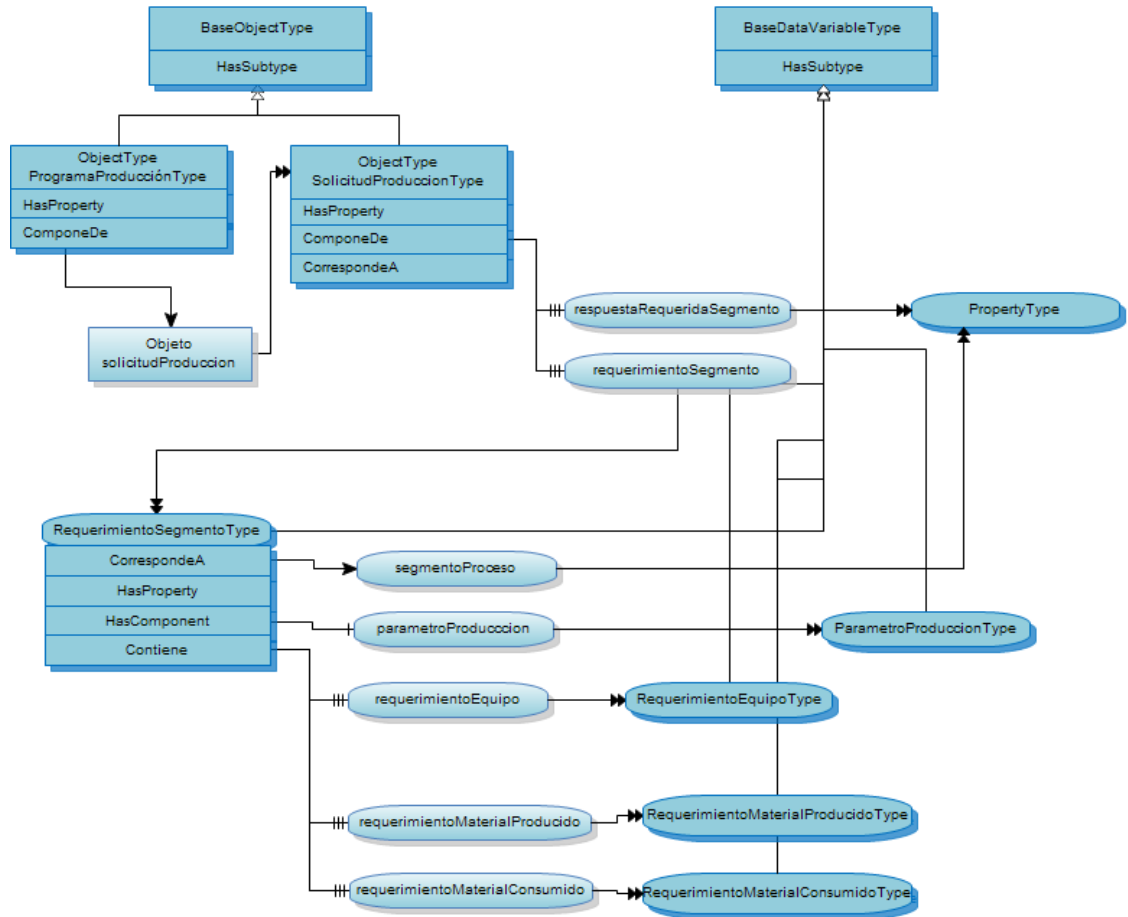 BaseObjectType
HasSubtype
BaseDataVariableType
HasSubtype
ObjectType
ProgramaProducciónType
HasProperty
ComponeDe
ObjectType
SolicitudProduccionType
HasProperty
ComponeDe
CorrespondeA
Objeto
solicitudProduccion
respuestaRequeridaSegmento
PropertyType
requerimientoSegmento
RequerimientoSegmentoType
CorrespondeA
HasProperty
HasComponent
Contiene
segmentoProceso
parametroProducccion
ParametroProduccionType
requerimientoEquipo
RequerimientoEquipoType
requerimientoMaterialProducido
RequerimientoMaterialProducidoType
requerimientoMaterialConsumido
RequerimientoMaterialConsumidoType